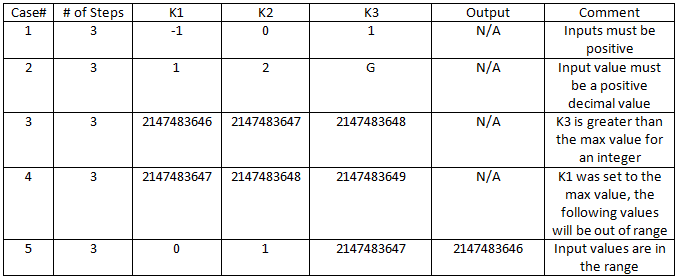 Case# # of Steps K1 K2 K3 Output Comment
1 3 -1 0 1 N/A Inputs must be
positive
2 3 1 2 G N/A Input value must
be a positive
decimal value
3 3 2147483646 2147483647 2147483648 N/A K3 is greater than
the max value for
an integer
4 3 2147483647 2147483648 2147483649 N/A K1 was set to the
max value, the
following values
will be out of range
5 3 0 1 2147483647 2147483646 Input values are in
the range